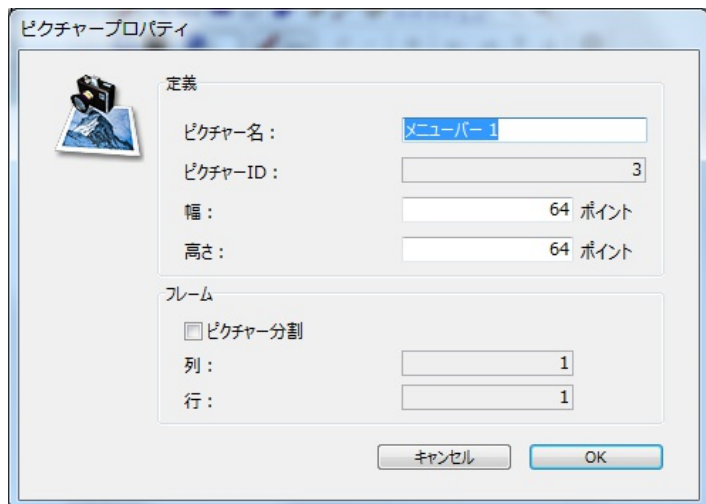 ピクチャープロパティ
定義
ピクチャー名： メニューバー 1
ピクチャーID： 3
幅： 64 ポイント
高さ： 64 ポイント
フレーム
ピクチャー分割
列： 1
行： 1
キャンセル OK